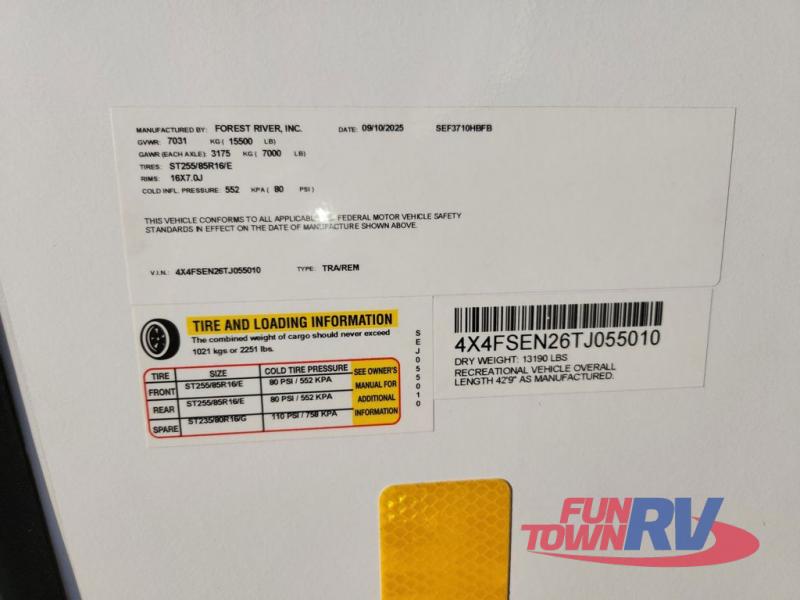 MANUFACTURED BY: FOREST RIVER, INC. DATE: 09/10/2025 SEF3710HBFB
GVWR: 7031 KG ( 15500 LB)
GAWR (EACH AXLE): 3175 KG ( 7000 LB)
TIRES: ST255/85R16/E
RIMS: 16X7.0J
COLD INFL. PRESSURE: 552 KPA ( 80 PSI )
THIS VEHICLE CONFORMS TO ALL FEDERAL MOTOR VEHICLE SAFETY
STANDARDS IN EFFECT ON THE DATE OF MANUFACTURE SHOWN ABOVE.
V.I.N.: 4X4FSEN26TJ055010 TYPE: TRA/REM
TIRE AND LOADING INFORMATION
The combined weight of cargo should never exceed
1021 kgs or 2251 lbs.
TIRE SIZE COLD TIRE PRESSURE
FRONT ST255/85R16/E 80 PSI / 552 KPA
REAR ST255/85R16/E 80 PSI / 552 KPA
SPARE ST235/80R16/G 110 PSI / 758 KPA
SEE OWNER'S
MANUAL FOR
ADDITIONAL
INFORMATION
SEJ055010
4X4FSEN26TJ055010
DRY WEIGHT: 13190 LBS
RECREATIONAL VEHICLE OVERALL
LENGTH 42'9" AS MANUFACTURED.
FUN
TOWN RV